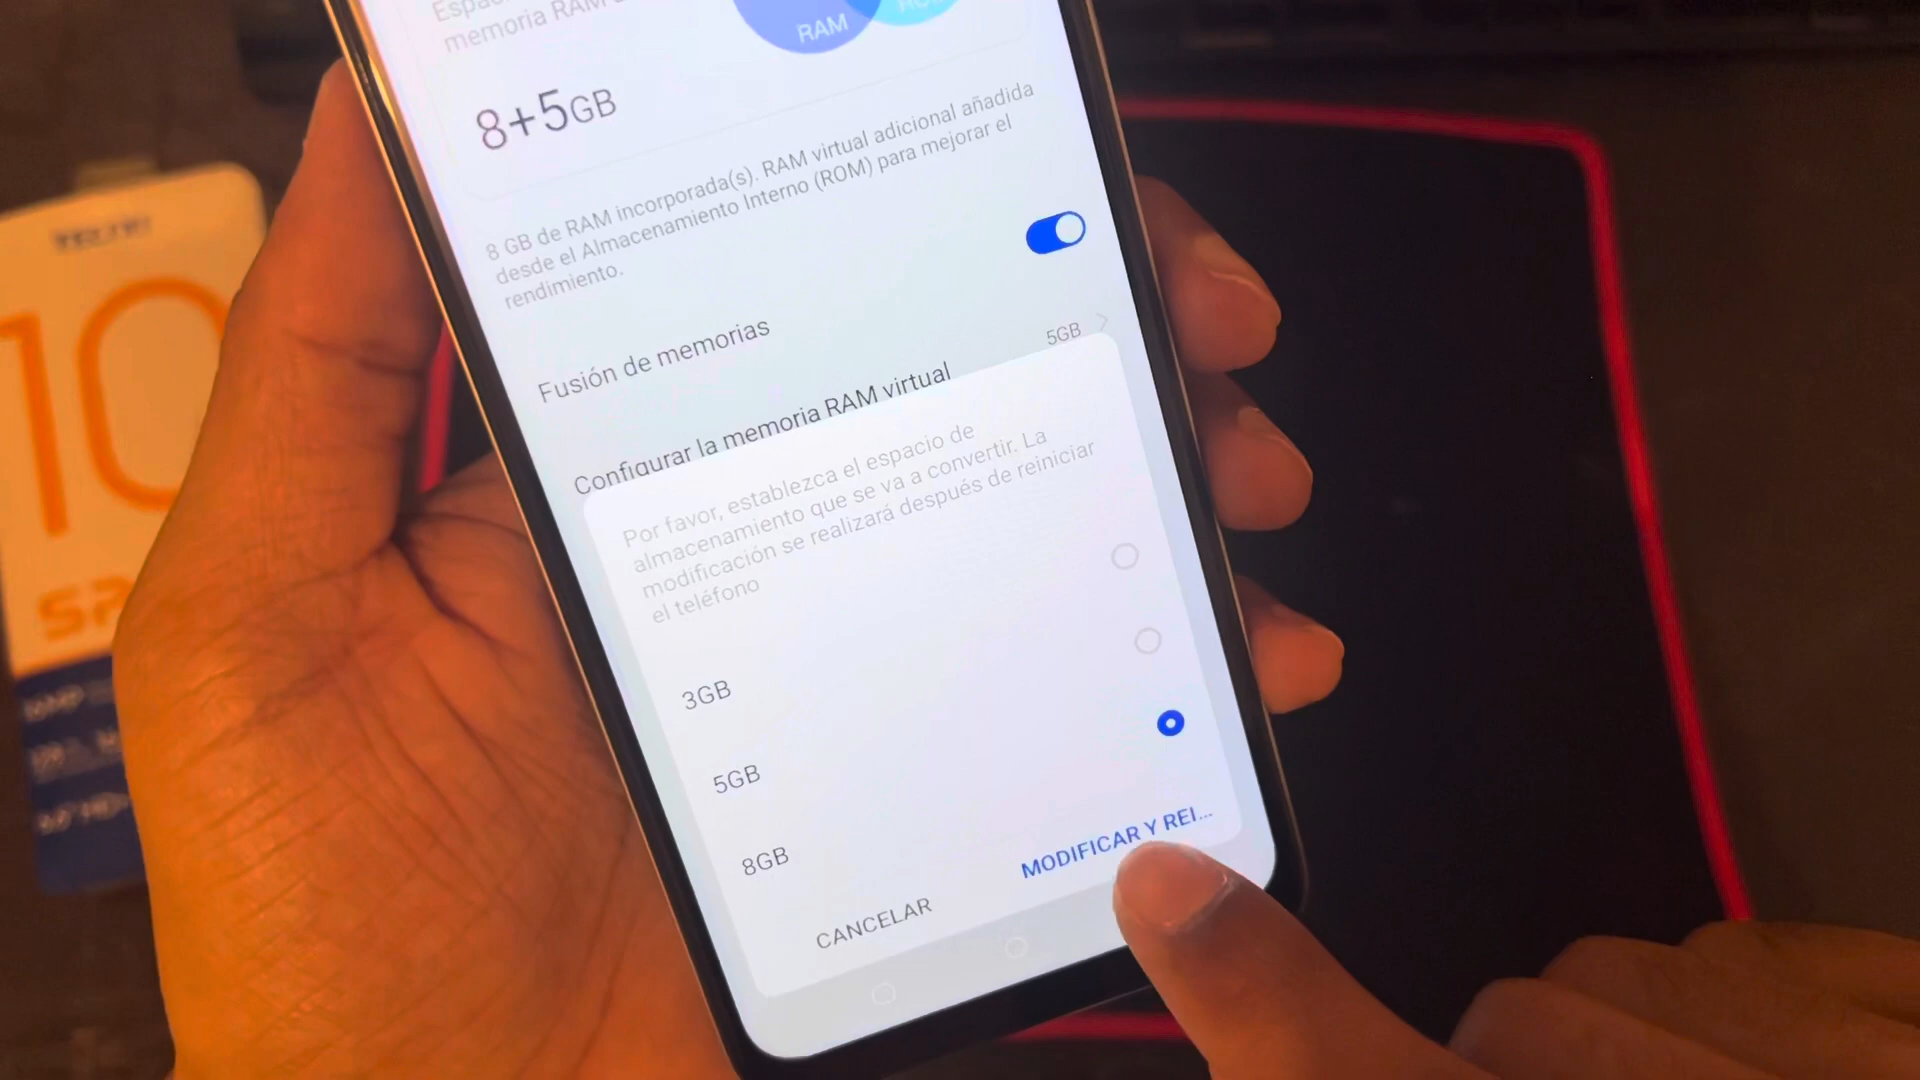 memoria RAM
RAM
8+5GB
8 GB de RAM incorporada(s). RAM virtual adicional añadida
desde el Almacenamiento Interno (ROM) para mejorar el
rendimiento.
Fusión de memorias
Configurar la memoria RAM virtual
5GB
Por favor, establezca el espacio de
almacenamiento que se va a convertir. La
modificación se realizará después de reiniciar
el teléfono
3GB
5GB
8GB
CANCELAR
MODIFICAR Y REI...
TECNO
10